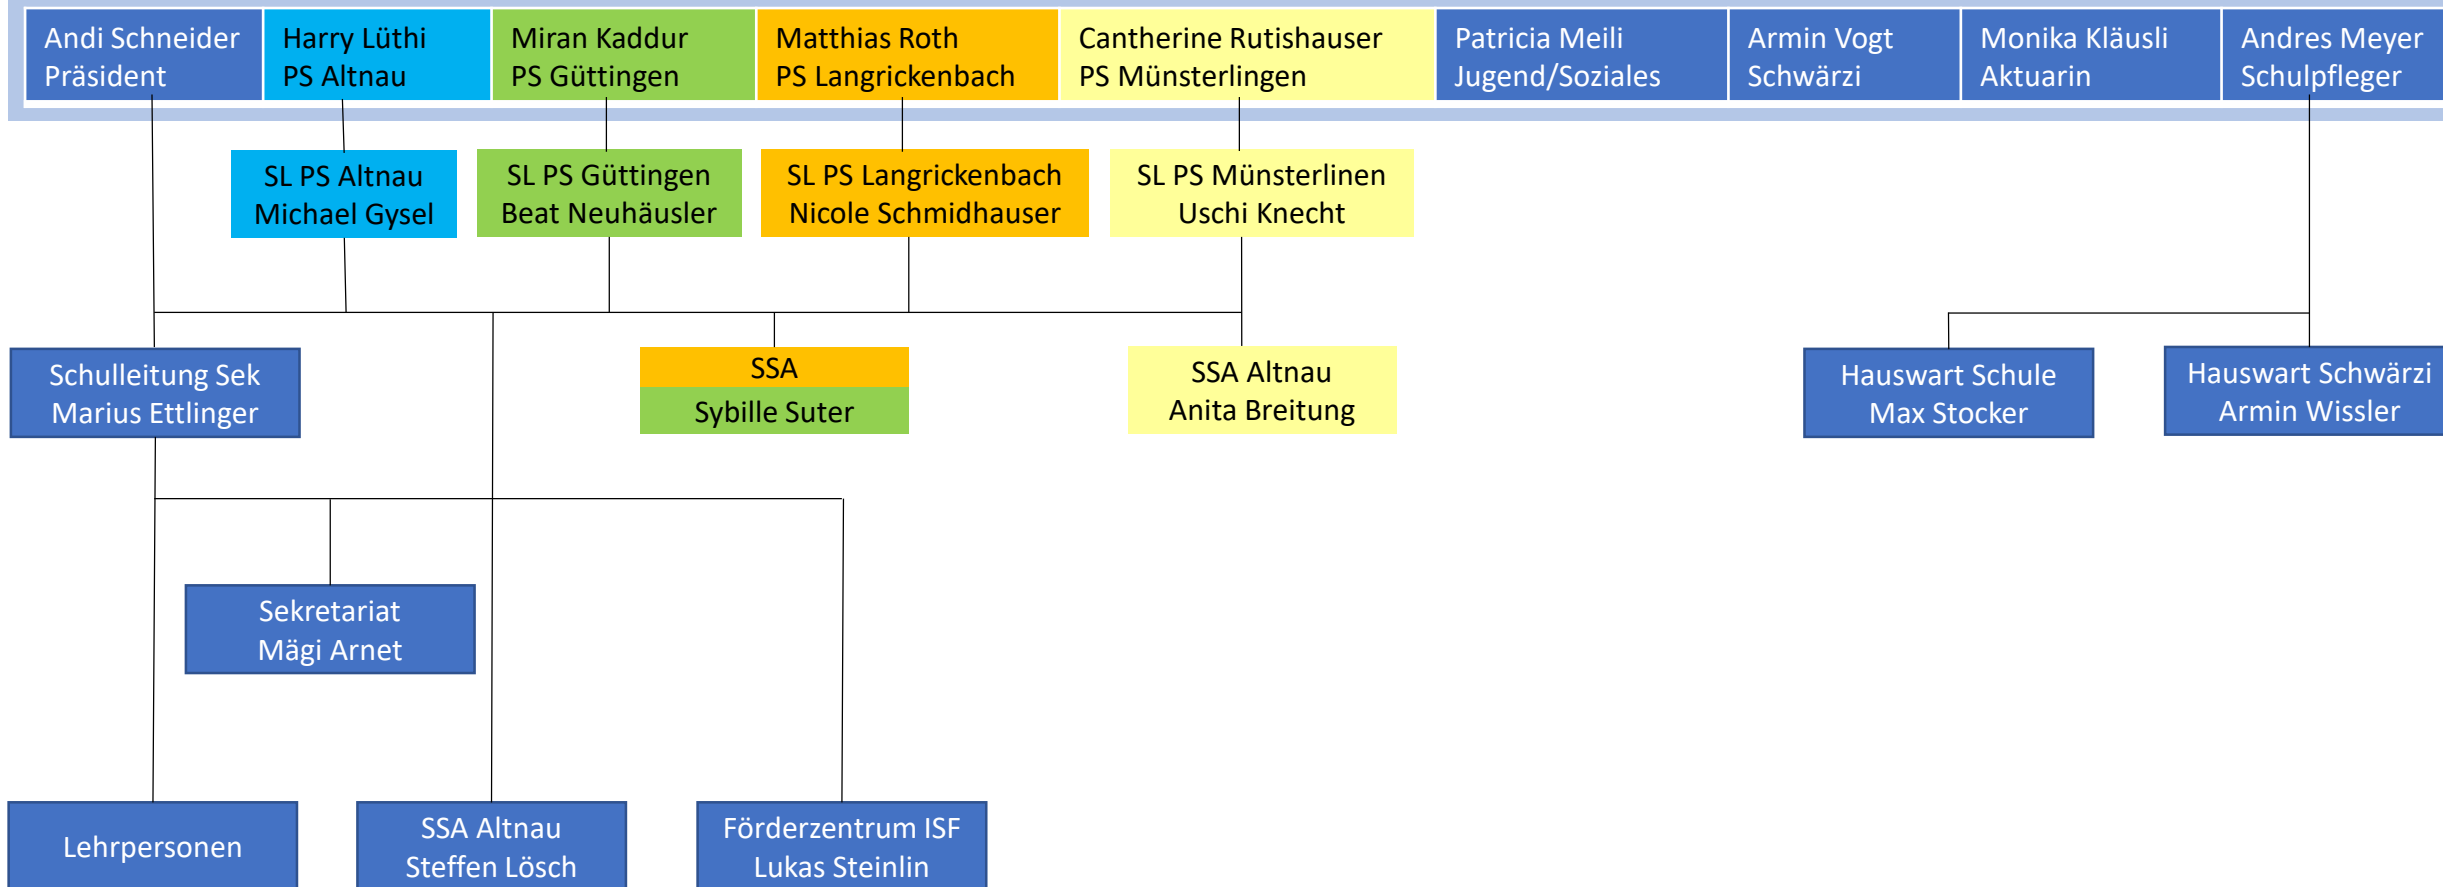 Andi Schneider
Präsident
Harry Lüthi
PS Altnau
Miran Kaddur
PS Güttingen
Matthias Roth
PS Langrickenbach
Cantherine Rutishauser
PS Münsterlingen
Patricia Meili
Jugend/Soziales
Armin Vogt
Schwärzi
Monika Kläusli
Aktuarin
Andres Meyer
Schulpfleger
SL PS Altnau
Michael Gysel
SL PS Güttingen
Beat Neuhäusler
SL PS Langrickenbach
Nicole Schmidhauser
SL PS Münsterlinen
Uschi Knecht
Schulleitung Sek
Marius Ettlinger
SSA
Sybille Suter
SSA Altnau
Anita Breitung
Hauswart Schule
Max Stocker
Hauswart Schwärzi
Armin Wissler
Sekretariat
Mägi Arnet
Lehrpersonen
SSA Altnau
Steffen Lösch
Förderzentrum ISF
Lukas Steinlin